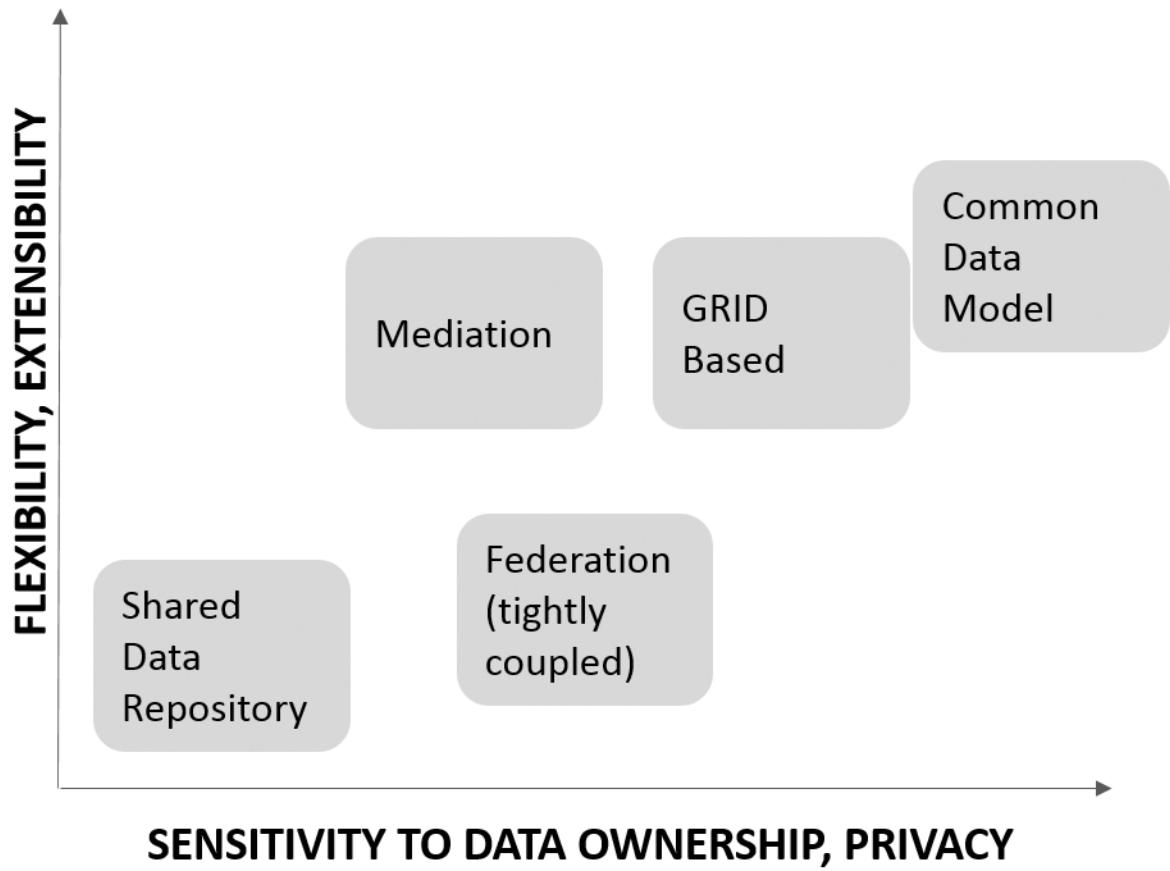 FLEXIBILITY, EXTENSIBILITY
Common
Data
Model
Mediation
GRID
Based
Federation
(tightly
coupled)
Shared
Data
Repository
SENSITIVITY TO DATA OWNERSHIP, PRIVACY